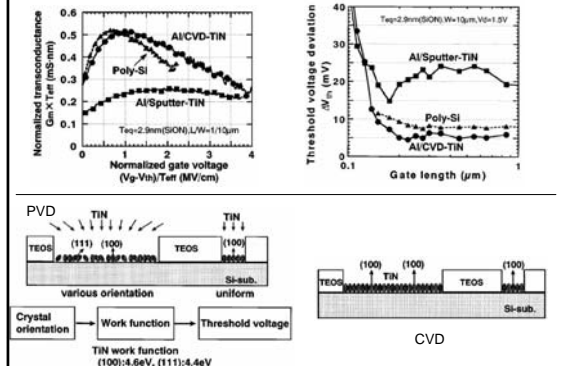 Normalized transconductance
Gm×Teff (mS·nm)
0.6
0.5
0.4
0.3
0.2
0.1
0
Al/CVD-TiN
Poly-Si
Al/Sputter-TiN
Teq=2.9nm(SiON),L/W=1/10μm
0 1 2 3 4
Normalized gate voltage
(Vg-Vth)/Teff (MV/cm)
Threshold voltage deviation
ΔVth (mV)
40
30
20
10
0
Teq=2.9nm(SiON),W=10μm,Vd=1.5V
Al/Sputter-TiN
Poly-Si
Al/CVD-TiN
0.1 1
Gate length (μm)
PVD
TiN TiN
(111) (100) (100)
TEOS TEOS
Si-sub.
various orientation uniform
Crystal
orientation
Work function
Threshold voltage
TiN work function
(100):4.6eV, (111):4.4eV
(100) (100) (100)
TiN
TEOS TEOS
Si-sub.
CVD